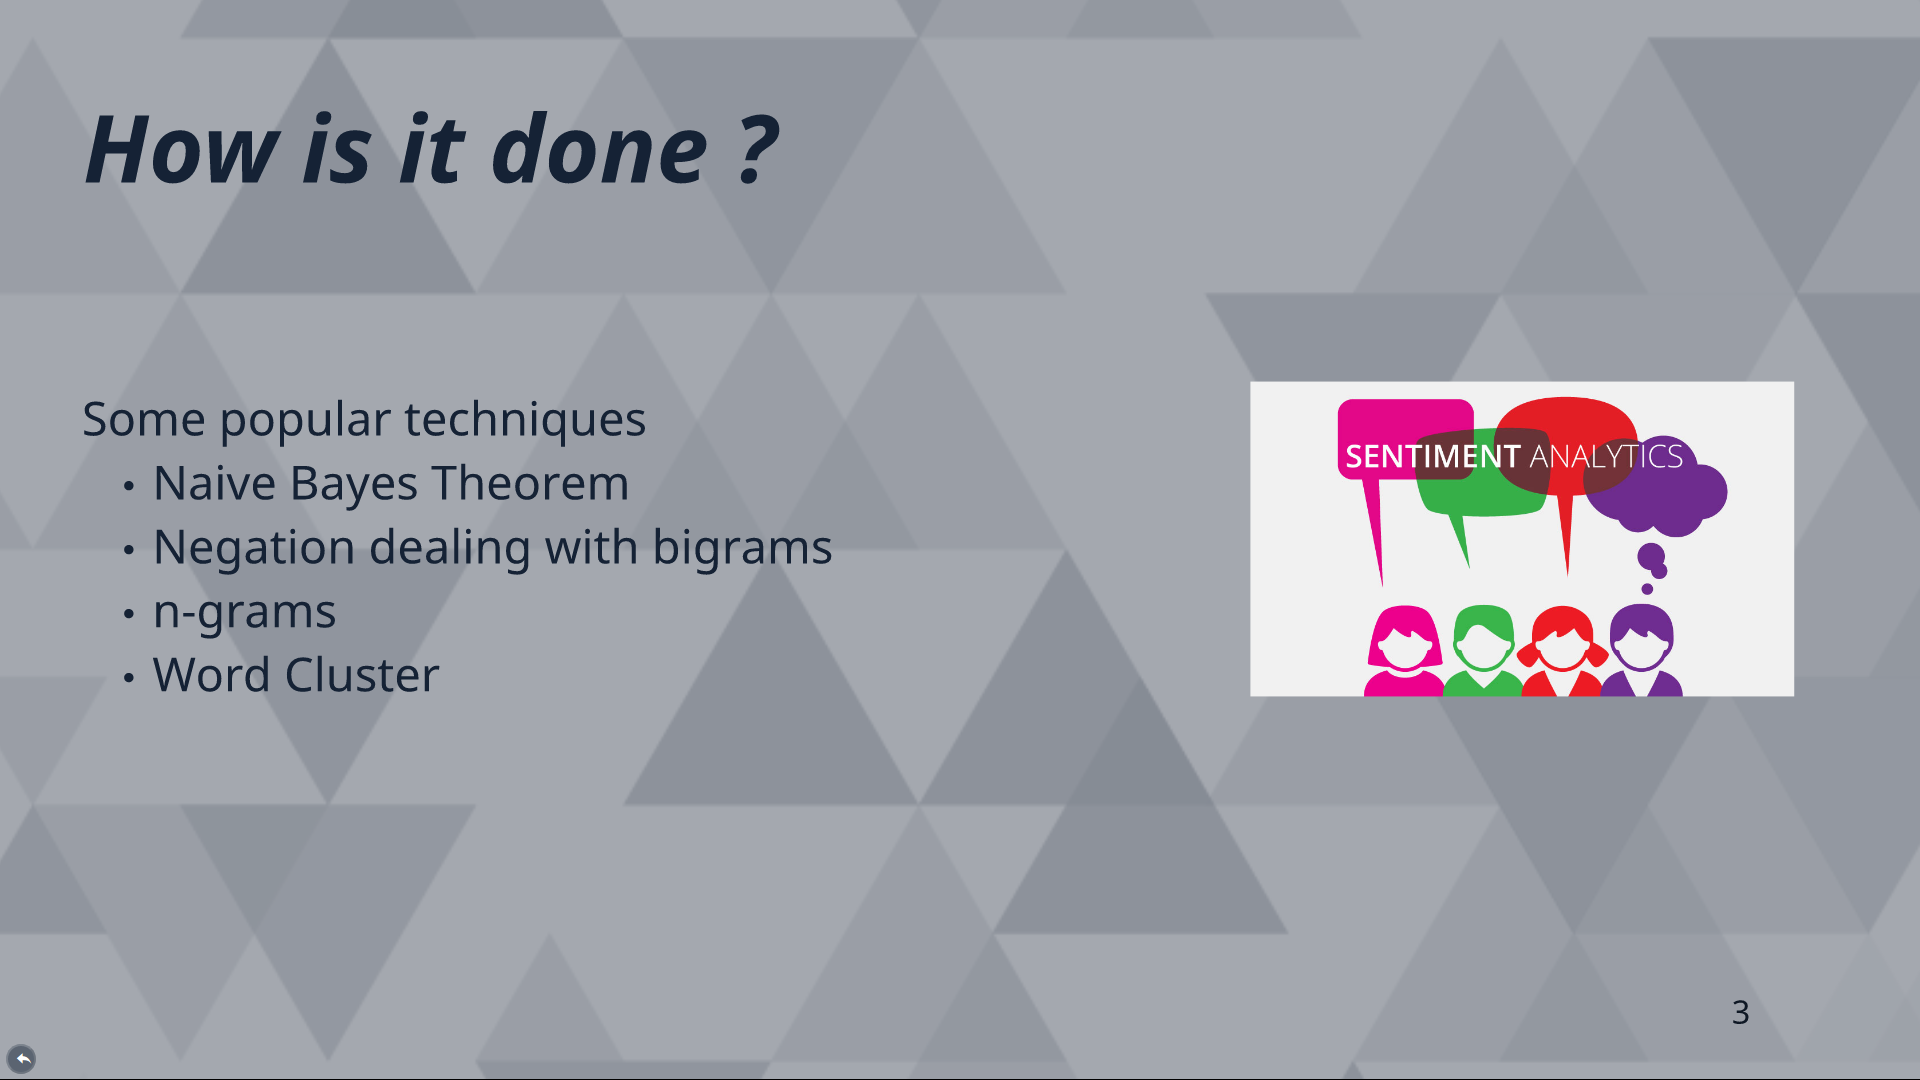 How is it done ?
Some popular techniques
• Naive Bayes Theorem
• Negation dealing with bigrams
• n-grams
• Word Cluster
SENTIMENT ANALYTICS
3